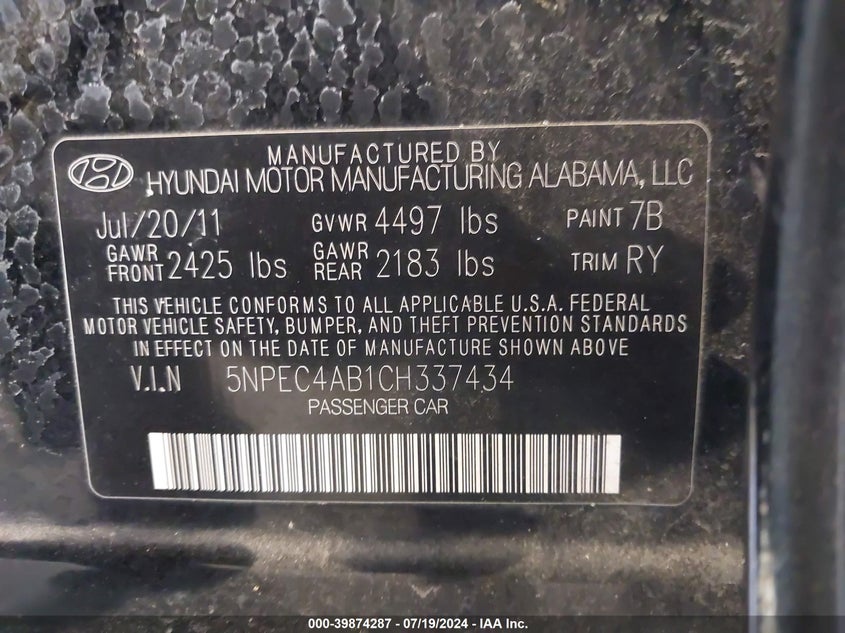 MANUFACTURED BY
HYUNDAI MOTOR MANUFACTURING ALABAMA, LLC
Jul/20/11 GVWR 4497 lbs PAINT 7B
GAWR FRONT 2425 lbs GAWR REAR 2183 lbs TRIM RY
THIS VEHICLE CONFORMS TO ALL APPLICABLE U.S.A. FEDERAL
MOTOR VEHICLE SAFETY, BUMPER, AND THEFT PREVENTION STANDARDS
IN EFFECT ON THE DATE OF MANUFACTURE SHOWN ABOVE
V.I.N 5NPEC4AB1CH337434
PASSENGER CAR
000-39874287 - 07/19/2024 - IAA Inc.